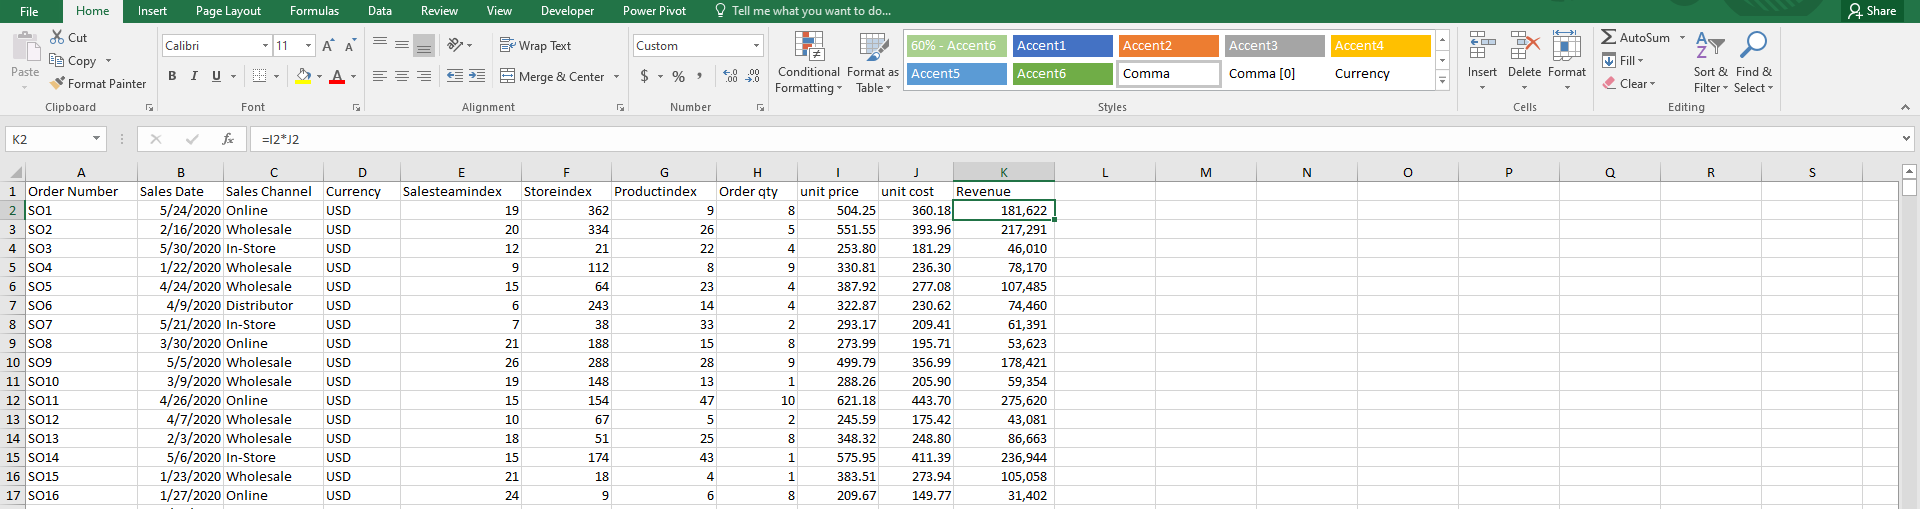 File Home Insert Page Layout Formulas Data Review View Developer Power Pivot Tell me what you want to do... Share
Cut
Copy
Format Painter
Paste
Clipboard
Calibri 11
B I U
Font
Wrap Text
Merge & Center
Alignment
Custom
$ % ,
Number
Conditional Formatting
Format as Table
60% - Accent6 Accent1 Accent2 Accent3 Accent4
Accent5 Accent6 Comma Comma [0] Currency
Styles
Insert Delete Format
Cells
AutoSum
Fill
Clear
Sort & Filter
Find & Select
Editing
K2 fx =I2*J2
A B C D E F G H I J K L M N O P Q R S
1 Order Number Sales Date Sales Channel Currency Salesteamindex Storeindex Productindex Order qty unit price unit cost Revenue
2 SO1 5/24/2020 Online USD 19 362 9 8 504.25 360.18 181,622
3 SO2 2/16/2020 Wholesale USD 20 334 26 5 551.55 393.96 217,291
4 SO3 5/30/2020 In-Store USD 12 21 22 4 253.80 181.29 46,010
5 SO4 1/22/2020 Wholesale USD 9 112 8 9 330.81 236.30 78,170
6 SO5 4/24/2020 Wholesale USD 15 64 23 4 387.92 277.08 107,485
7 SO6 4/9/2020 Distributor USD 6 243 14 4 322.87 230.62 74,460
8 SO7 5/21/2020 In-Store USD 7 38 33 2 293.17 209.41 61,391
9 SO8 3/30/2020 Online USD 21 188 15 8 273.99 195.71 53,623
10 SO9 5/5/2020 Wholesale USD 26 288 28 9 499.79 356.99 178,421
11 SO10 3/9/2020 Wholesale USD 19 148 13 1 288.26 205.90 59,354
12 SO11 4/26/2020 Online USD 15 154 47 10 621.18 443.70 275,620
13 SO12 4/7/2020 Wholesale USD 10 67 5 2 245.59 175.42 43,081
14 SO13 2/3/2020 Wholesale USD 18 51 25 8 348.32 248.80 86,663
15 SO14 5/6/2020 In-Store USD 15 174 43 1 575.95 411.39 236,944
16 SO15 1/23/2020 Wholesale USD 21 18 4 1 383.51 273.94 105,058
17 SO16 1/27/2020 Online USD 24 9 6 8 209.67 149.77 31,402